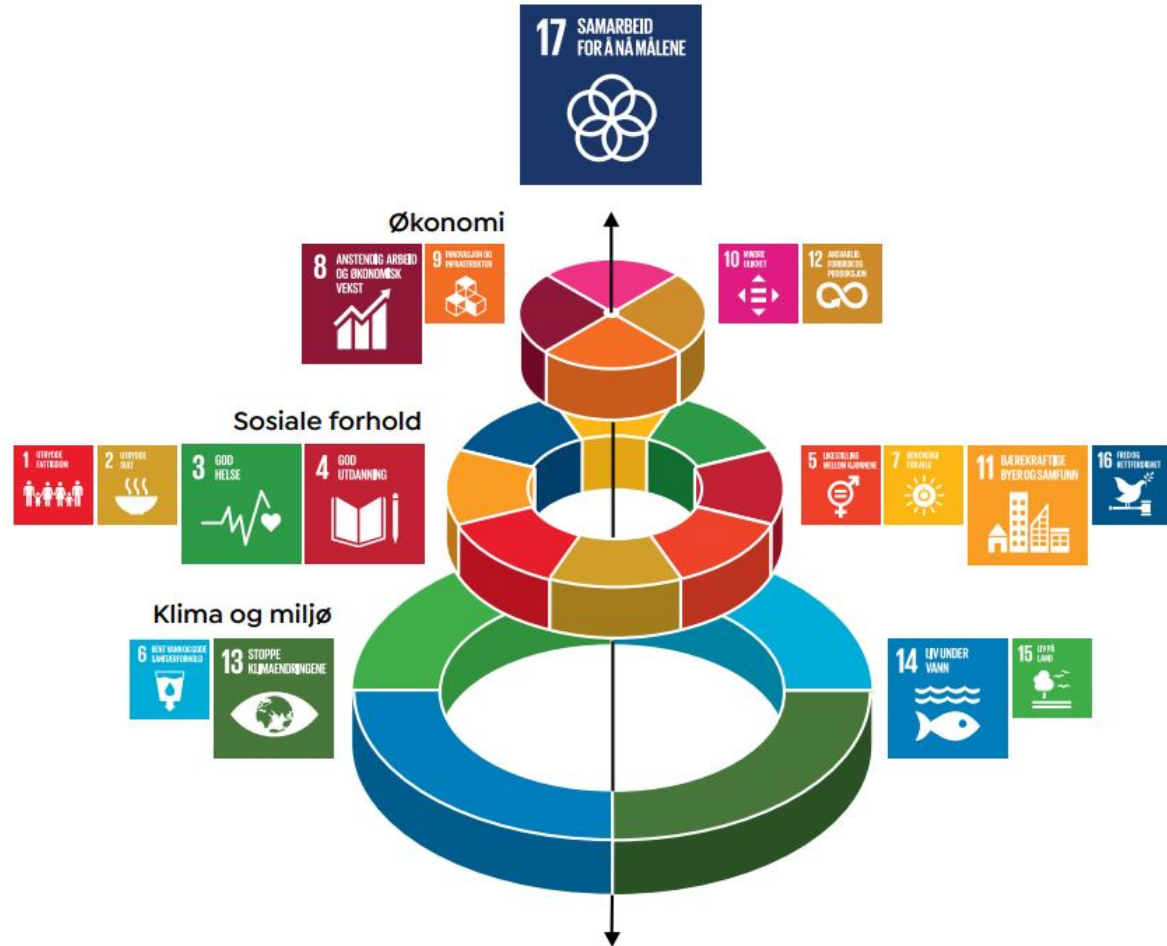 17 SAMARBEID
FOR Å NÅ MÅLENE
Økonomi
8 ANSTENDIG ARBEID
OG ØKONOMISK
VEKST
9 INNOVASJON OG
INFRASTRUKTUR
10 MINDRE
ULIKHET
12 ANSVARLIG
FORBRUK OG
PRODUKSJON
Sosiale forhold
1 UTRYDDE
FATTIGDOM
2 UTRYDDE
SULT
3 GOD
HELSE
4 GOD
UTDANNING
5 LIKESTILLING
MELLOM KJØNNENE
7 REN ENERGI
FOR ALLE
11 BÆREKRAFTIGE
BYER OG SAMFUNN
16 FRED OG
RETTFERDIGHET
Klima og miljø
6 RENT VANN OG GODE
SANITÆRFORHOLD
13 STOPPE
KLIMAENDRINGENE
14 LIV UNDER
VANN
15 LIV PÅ
LAND